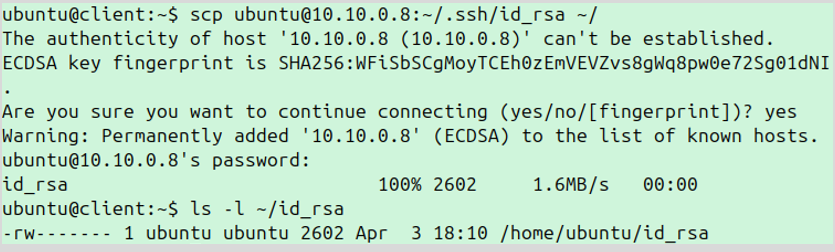 ubuntu@client:~$ scp ubuntu@10.10.0.8:~/.ssh/id_rsa ~/
The authenticity of host '10.10.0.8 (10.10.0.8)' can't be established.
ECDSA key fingerprint is SHA256:WFiSbSCgMoyTCEh0zEmVEVZvs8gWq8pw0e72Sg01dNI
.
Are you sure you want to continue connecting (yes/no/[fingerprint])? yes
Warning: Permanently added '10.10.0.8' (ECDSA) to the list of known hosts.
ubuntu@10.10.0.8's password:
id_rsa                          100% 2602     1.6MB/s   00:00
ubuntu@client:~$ ls -l ~/id_rsa
-rw------- 1 ubuntu ubuntu 2602 Apr  3 18:10 /home/ubuntu/id_rsa